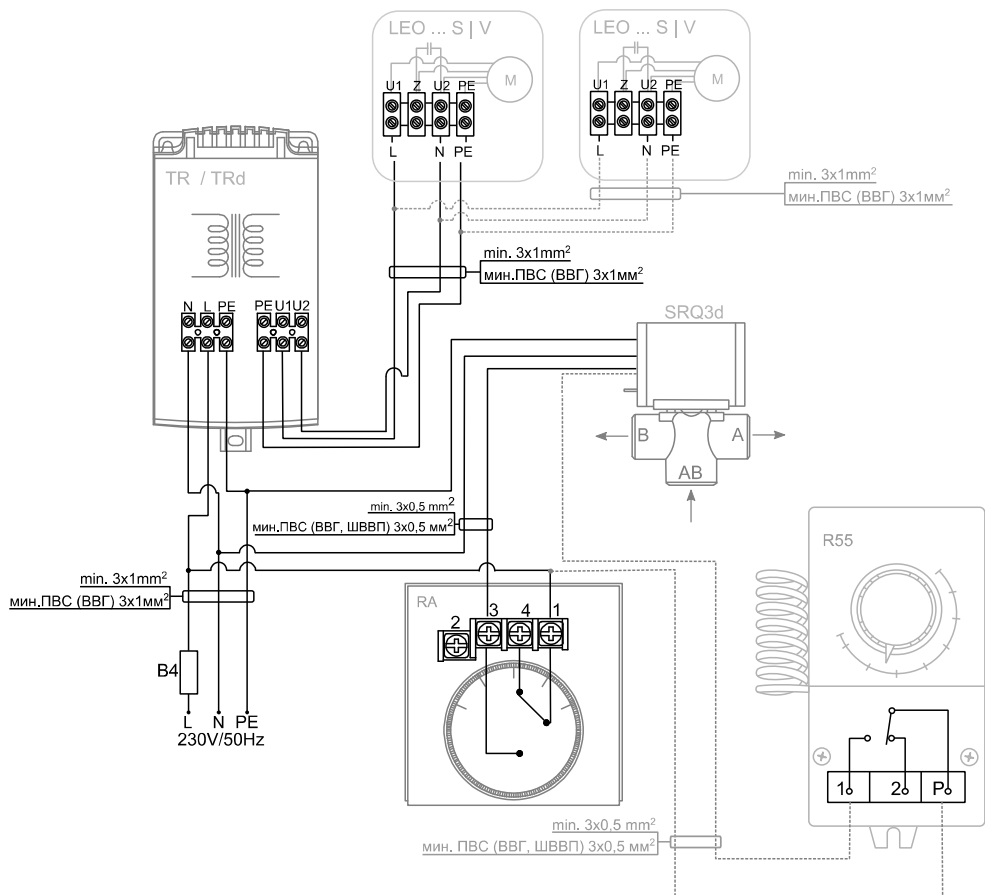 LEO ... S | V
LEO ... S | V
M
M
U1 Z U2 PE
U1 Z U2 PE
L N PE
L N PE
TR / TRd
min. 3x1mm²
мин.ПВС (ВВГ) 3x1мм²
min. 3x1mm²
мин.ПВС (ВВГ) 3x1мм²
N L PE
PE U1 U2
SRQ3d
B A
AB
min. 3x0,5 mm²
мин.ПВС (ВВГ, ШВВП) 3x0,5 мм²
R55
min. 3x1mm²
мин.ПВС (ВВГ) 3x1мм²
RA
2 3 4 1
B4
L N PE
230V/50Hz
1 2 P
min. 3x0.5 mm²
мин. ПВС (ВВГ, ШВВП) 3x0,5 мм²